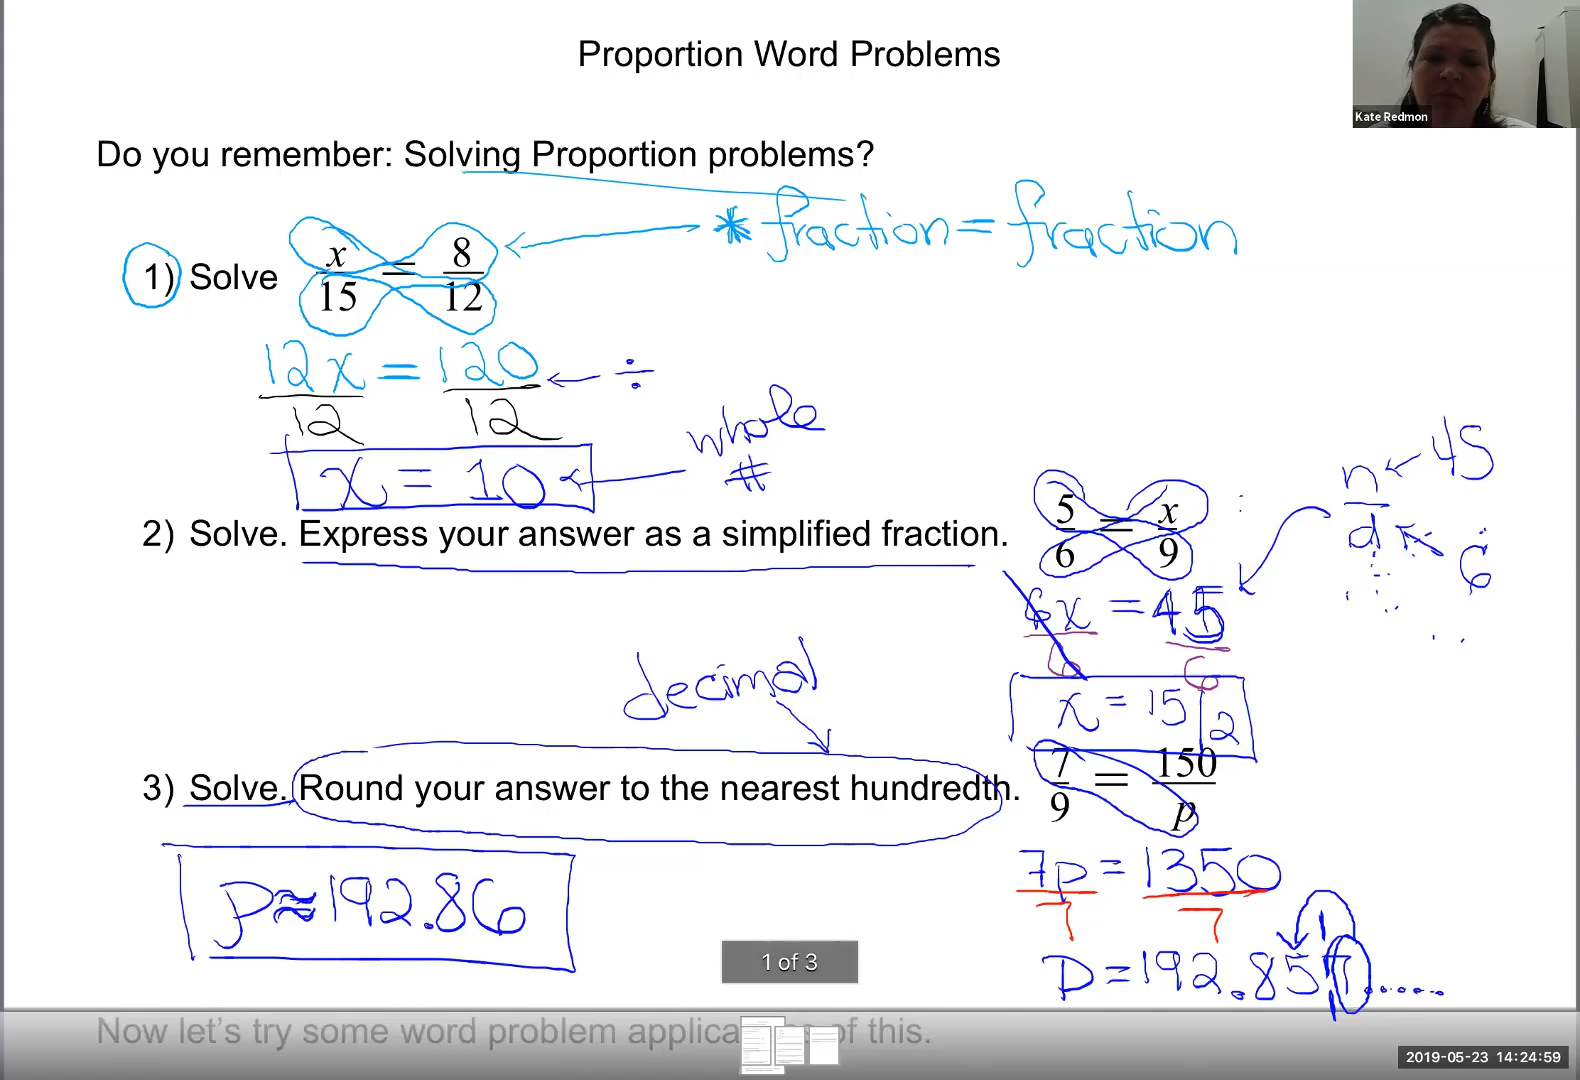 Proportion Word Problems
Kate Redmon
Do you remember: Solving Proportion problems?
* fraction = fraction
1) Solve x/15 = 8/12
12x/12 = 120/12 ← ÷
whole #
x = 10
2) Solve. Express your answer as a simplified fraction. 5/6 = x/9
n/d ← 45
6
6x/6 = 45/6
x = 15/2
decimal
3) Solve. Round your answer to the nearest hundredth. 7/9 = 150/p
7p/7 = 1350/7
p ≈ 192.86
p = 192.857......
1 of 3
Now let's try some word problem applica of this.
2019-05-23 14:24:59